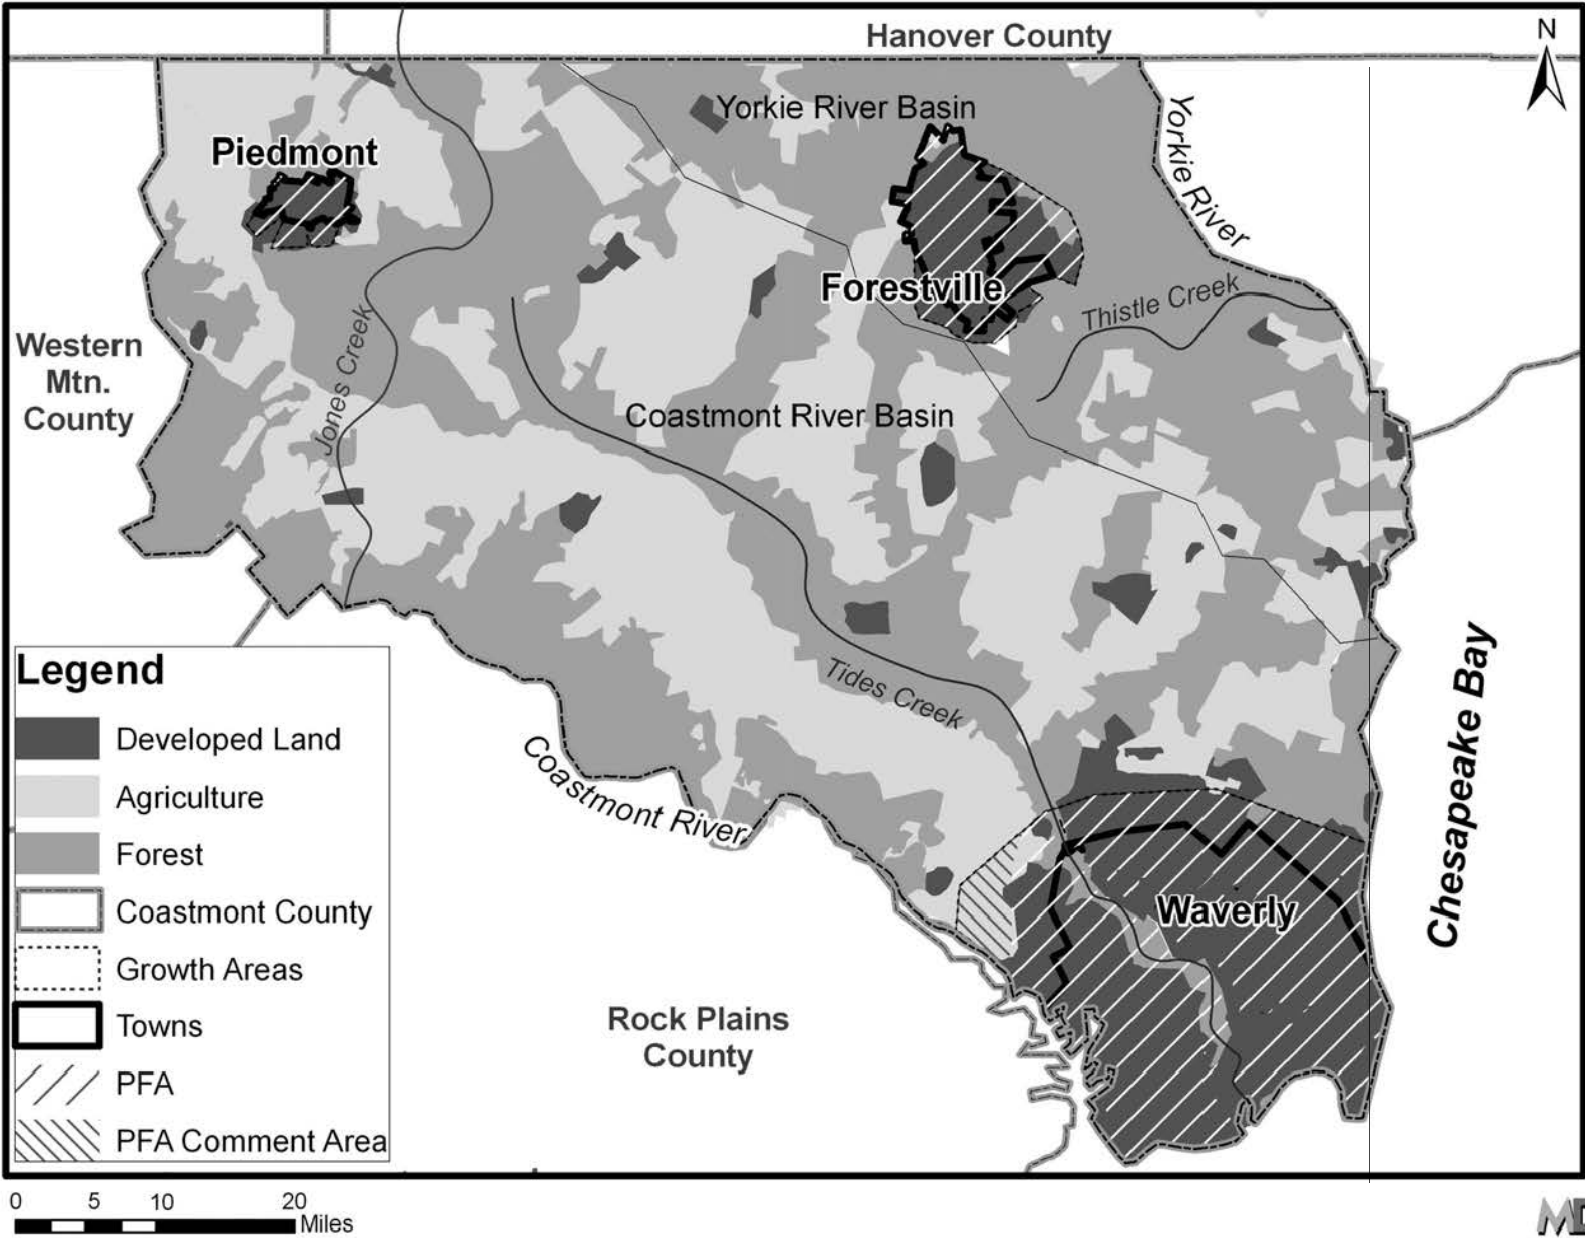 Hanover County
N
Yorkie River Basin
Yorkie River
Piedmont
Forestville
Thistle Creek
Western
Mtn.
County
Jones Creek
Coastmont River Basin
Tides Creek
Coastmont River
Chesapeake Bay
Waverly
Rock Plains
County
Legend
Developed Land
Agriculture
Forest
Coastmont County
Growth Areas
Towns
PFA
PFA Comment Area
0 5 10 20
Miles